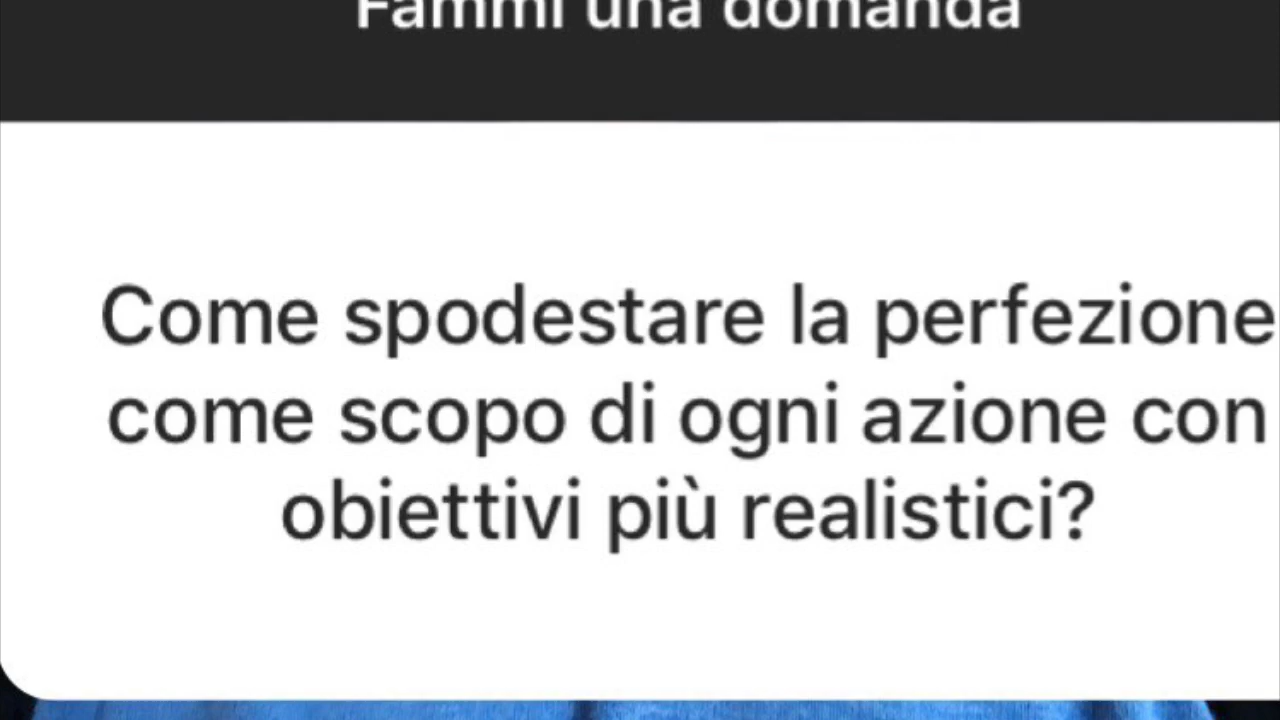 Fammi una domanda
Come spodestare la perfezione
come scopo di ogni azione con
obiettivi più realistici?